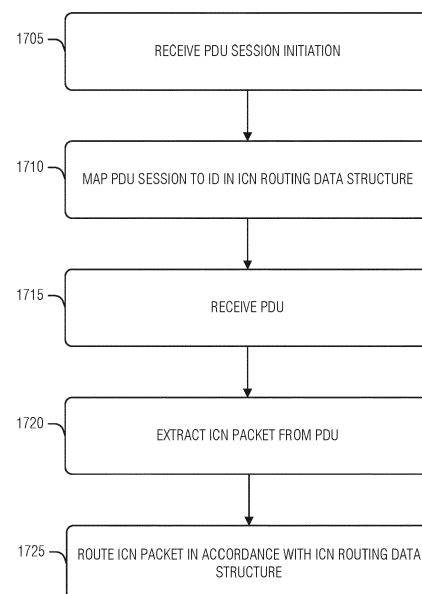 1705
RECEIVE PDU SESSION INITIATION
1710
MAP PDU SESSION TO ID IN ICN ROUTING DATA STRUCTURE
1715
RECEIVE PDU
1720
EXTRACT ICN PACKET FROM PDU
1725
ROUTE ICN PACKET IN ACCORDANCE WITH ICN ROUTING DATA
STRUCTURE